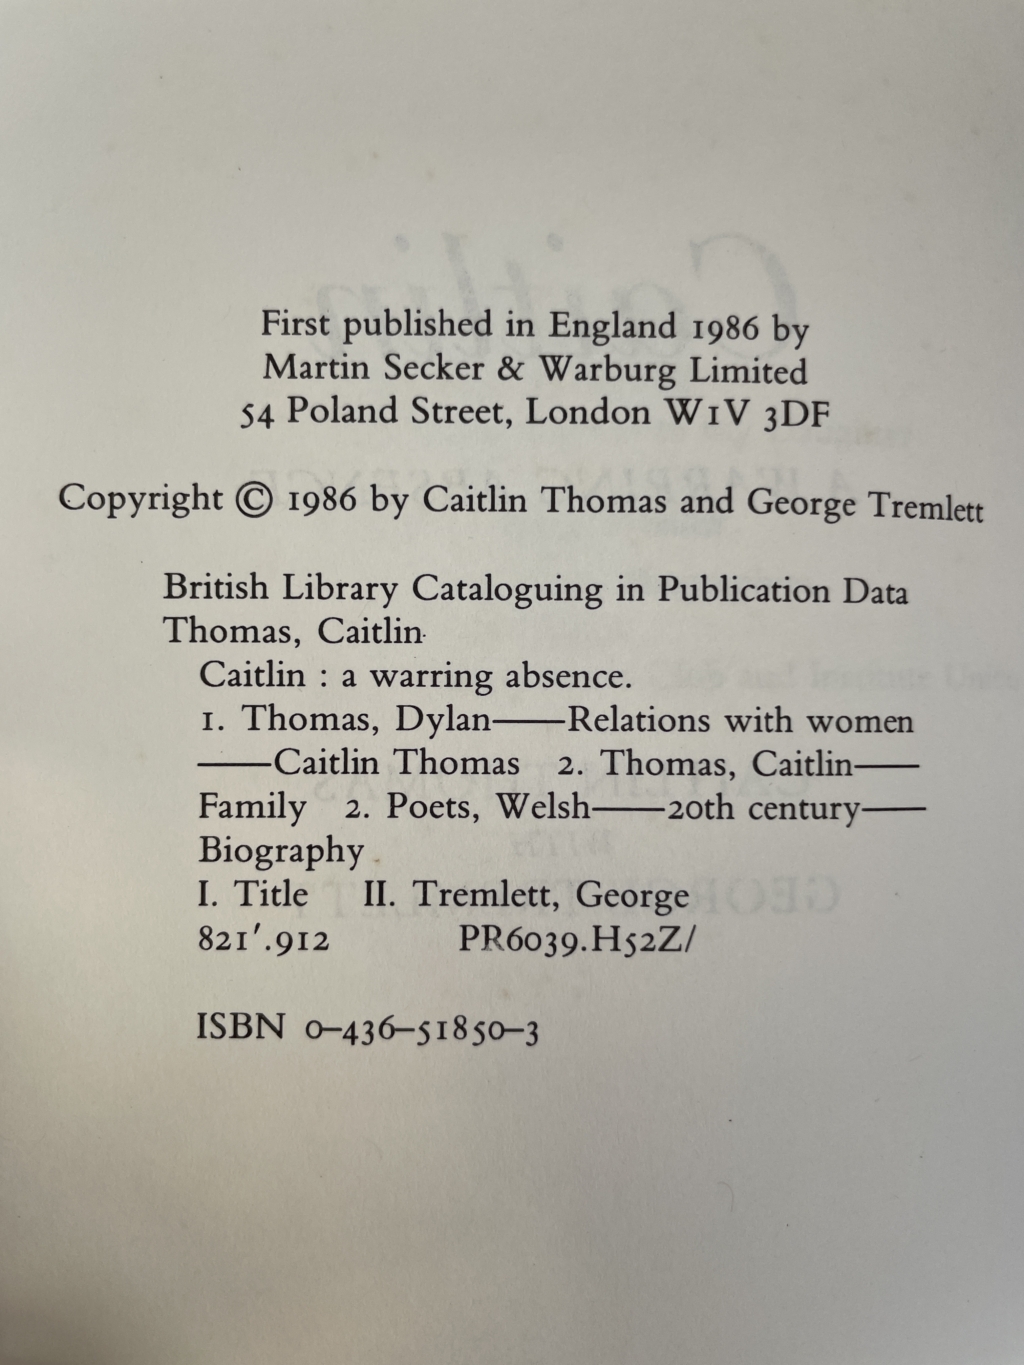 First published in England 1986 by
Martin Secker & Warburg Limited
54 Poland Street, London W1V 3DF
Copyright © 1986 by Caitlin Thomas and George Tremlett
British Library Cataloguing in Publication Data
Thomas, Caitlin
Caitlin : a warring absence.
1. Thomas, Dylan——Relations with women
——Caitlin Thomas 2. Thomas, Caitlin——
Family 2. Poets, Welsh——20th century——
Biography
I. Title II. Tremlett, George
821′.912 PR6039.H52Z/
ISBN 0–436–51850–3